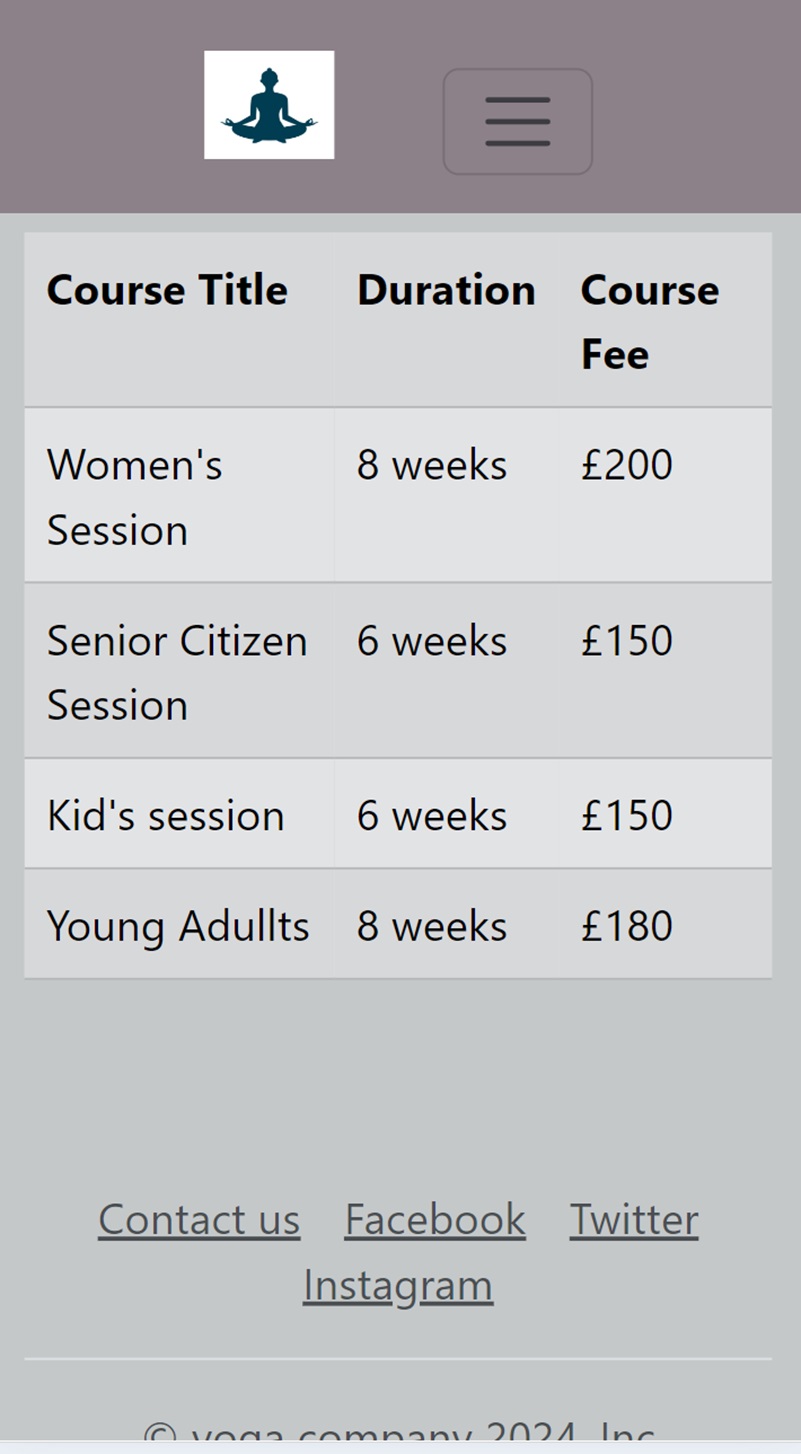 Course Title Duration Course
Fee
Women's 8 weeks £200
Session
Senior Citizen 6 weeks £150
Session
Kid's session 6 weeks £150
Young Adullts 8 weeks £180
Contact us Facebook Twitter
Instagram
© yoga company 2024, Inc